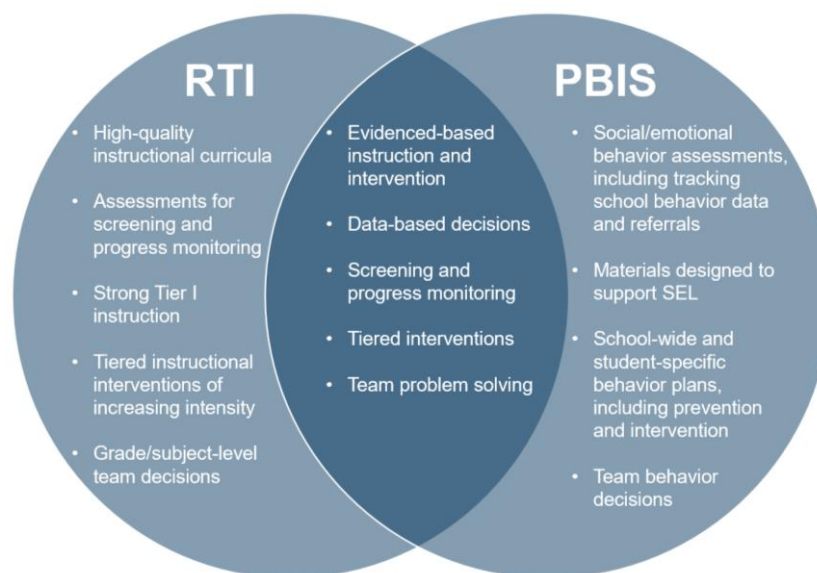 RTI
• High-quality
instructional curricula
• Assessments for
screening and
progress monitoring
• Strong Tier I
instruction
• Tiered instructional
interventions of
increasing intensity
• Grade/subject-level
team decisions
• Evidenced-based
instruction and
intervention
• Data-based decisions
• Screening and
progress monitoring
• Tiered interventions
• Team problem solving
PBIS
• Social/emotional
behavior assessments,
including tracking
school behavior data
and referrals
• Materials designed to
support SEL
• School-wide and
student-specific
behavior plans,
including prevention
and intervention
• Team behavior
decisions